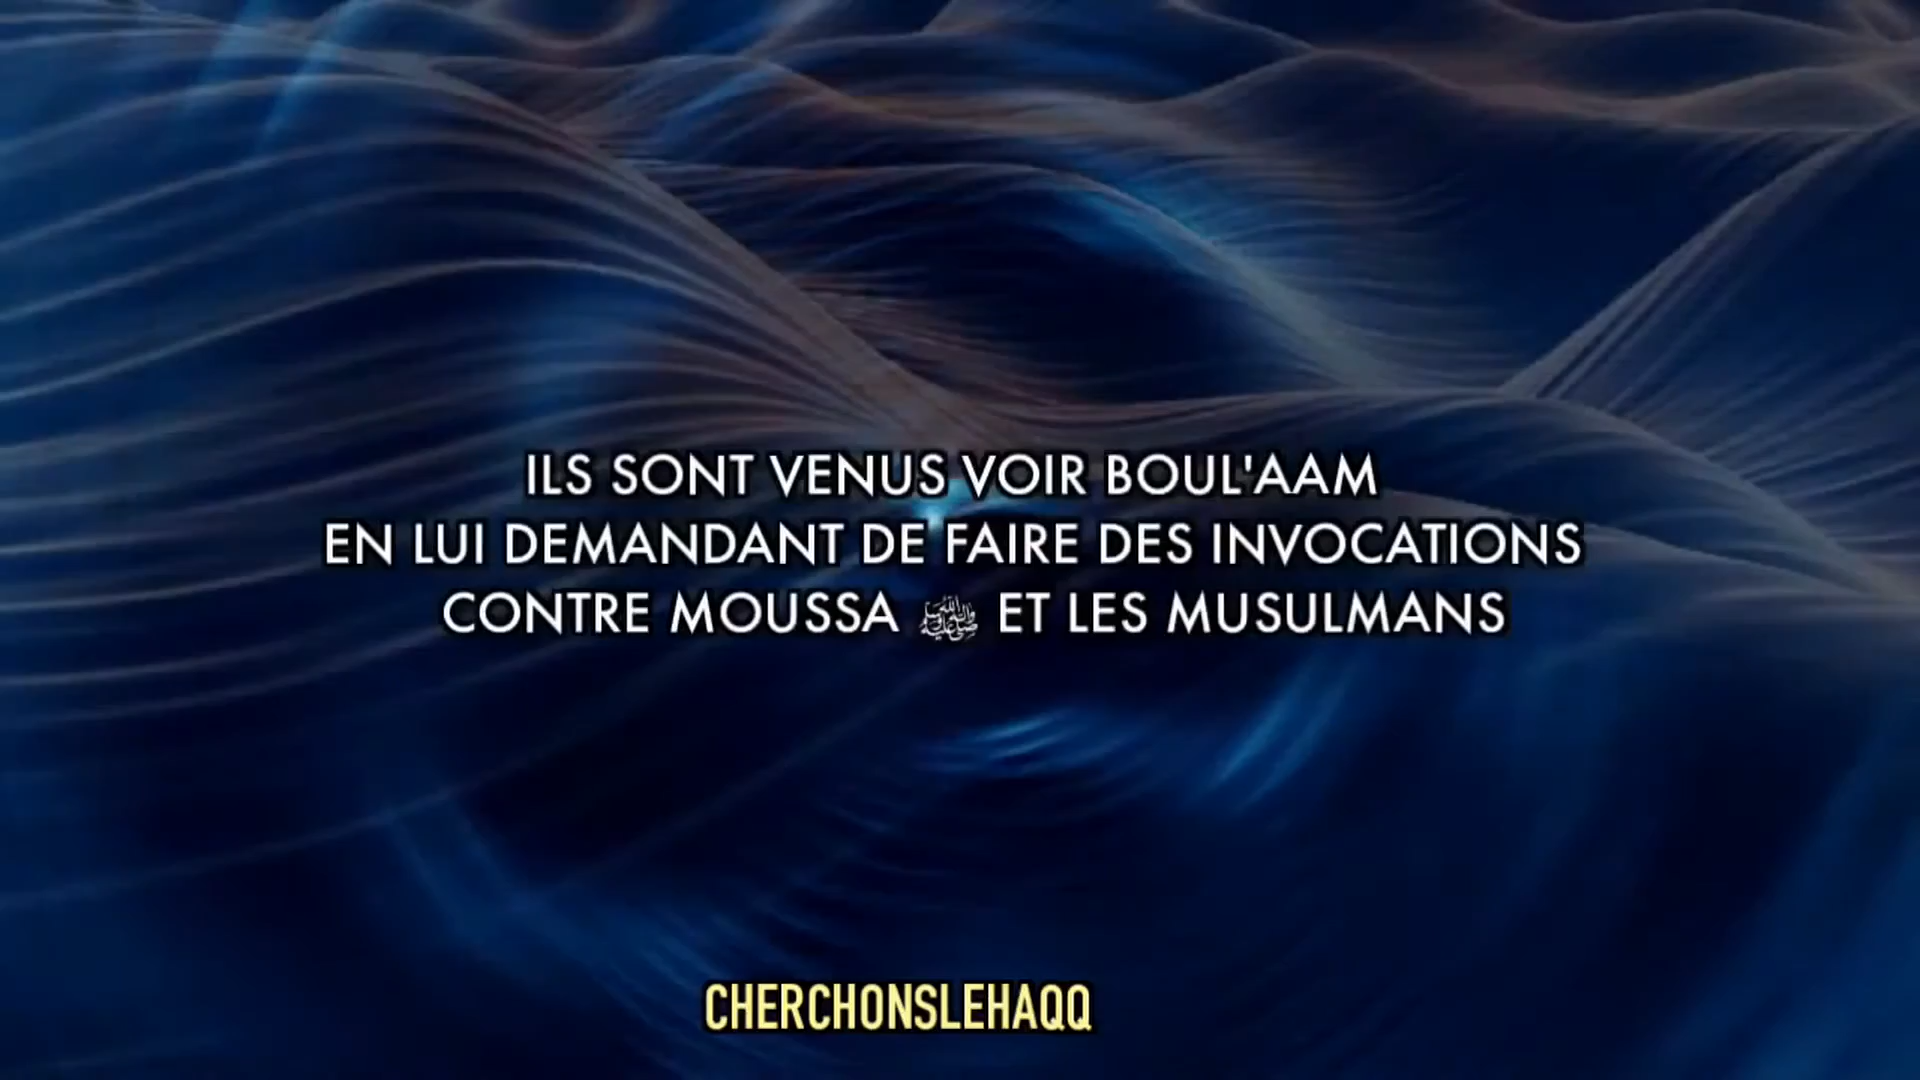 ILS SONT VENUS VOIR BOUL'AAM
EN LUI DEMANDANT DE FAIRE DES INVOCATIONS
CONTRE MOUSSA ﷺ ET LES MUSULMANS
CHERCHONSLEHAQQ